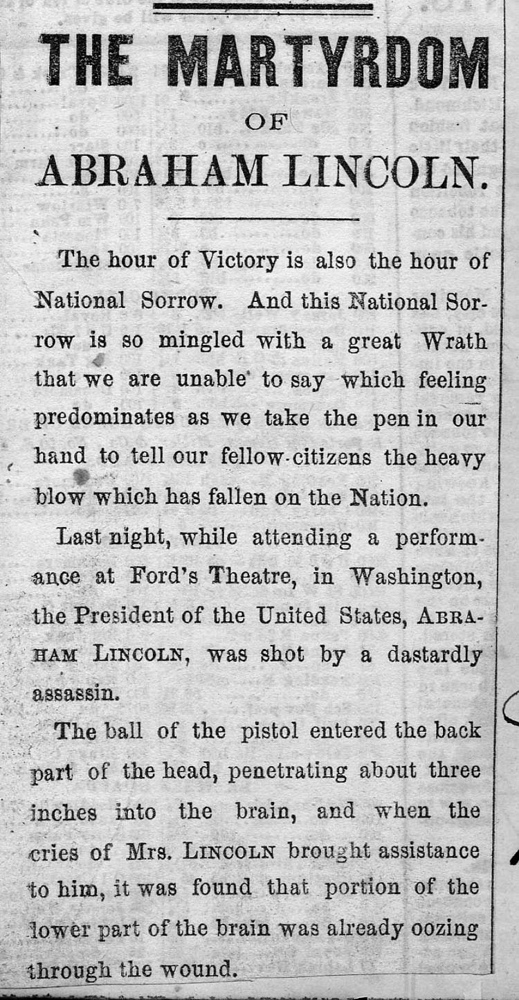 THE MARTYRDOM
OF
ABRAHAM LINCOLN.
The hour of Victory is also the hour of
National Sorrow. And this National Sor-
row is so mingled with a great Wrath
that we are unable to say which feeling
predominates as we take the pen in our
hand to tell our fellow-citizens the heavy
blow which has fallen on the Nation.
Last night, while attending a perform-
ance at Ford's Theatre, in Washington,
the President of the United States, ABRA-
HAM LINCOLN, was shot by a dastardly
assassin.
The ball of the pistol entered the back
part of the head, penetrating about three
inches into the brain, and when the
cries of Mrs. LINCOLN brought assistance
to him, it was found that portion of the
lower part of the brain was already oozing
through the wound.